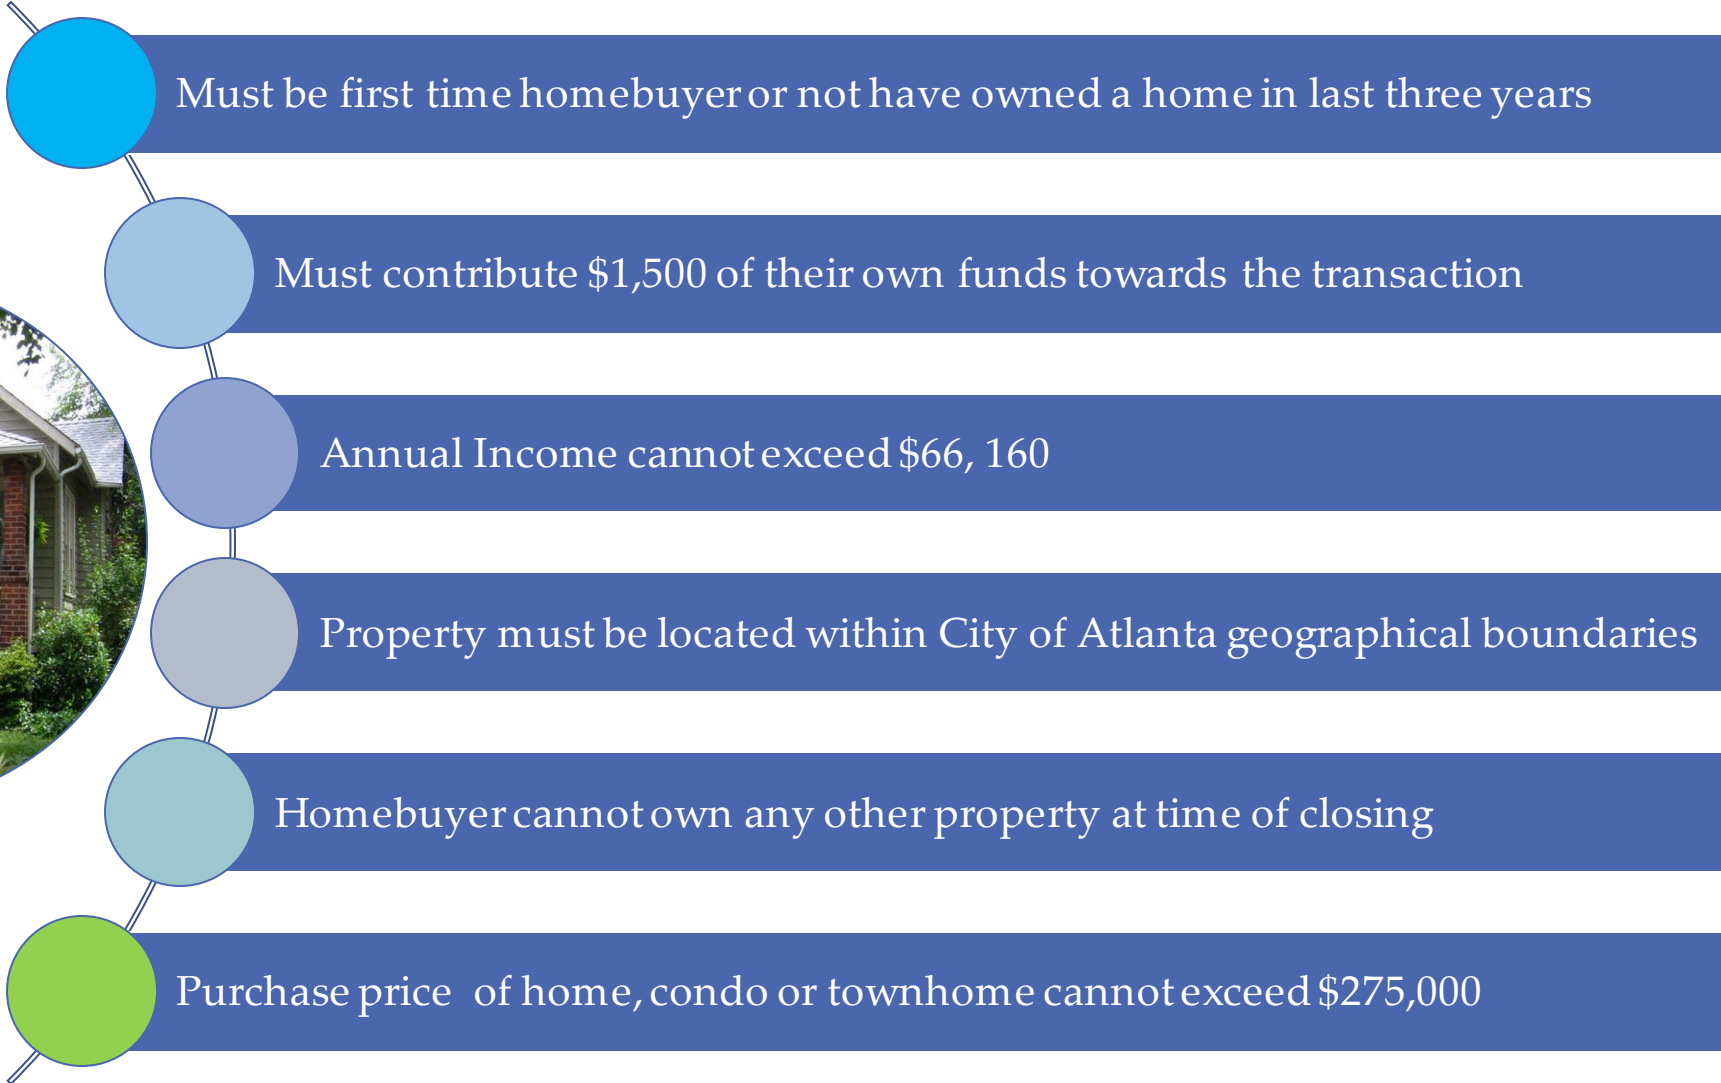 Must be first time homebuyer or not have owned a home in last three years
Must contribute $1,500 of their own funds towards the transaction
Annual Income cannot exceed $66, 160
Property must be located within City of Atlanta geographical boundaries
Homebuyer cannot own any other property at time of closing
Purchase price of home, condo or townhome cannot exceed $275,000